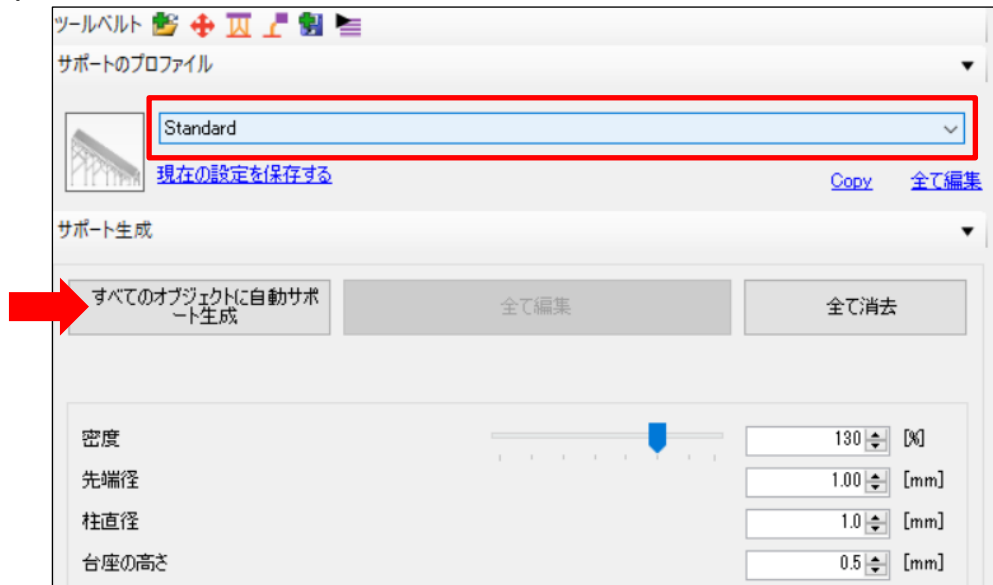 ツールベルト
サポートのプロファイル
Standard
現在の設定を保存する
Copy 全て編集
サポート生成
すべてのオブジェクトに自動サポ
ート生成
全て編集
全て消去
密度 130 [%]
先端径 1.00 [mm]
柱直径 1.0 [mm]
台座の高さ 0.5 [mm]